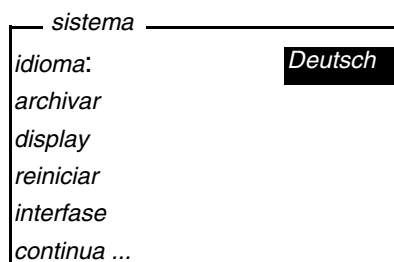 sistema
idioma: Deutsch
archivar
display
reiniciar
interfase
continua ...